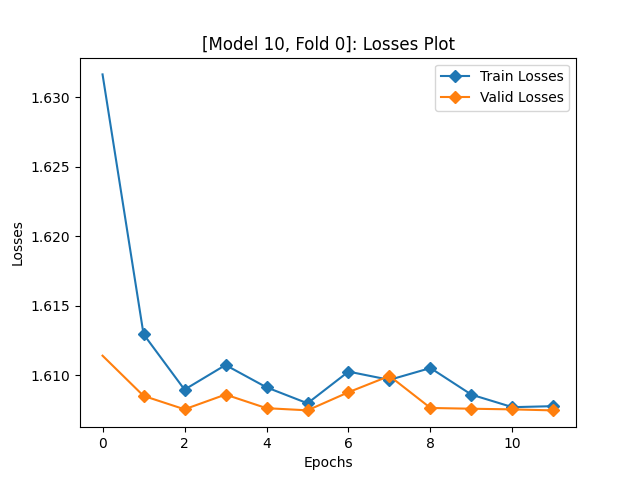 [Model 10, Fold 0]: Losses Plot
Train Losses
Valid Losses
1.630
1.625
1.620
1.615
1.610
Losses
0
2
4
6
8
10
Epochs